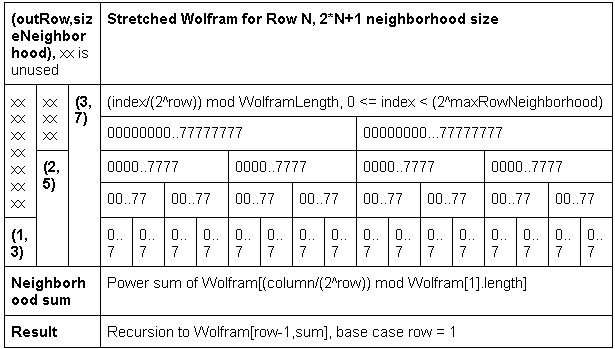 (outRow,siz
eNeighbor
hood), xx is
unused
Stretched Wolfram for Row N, 2*N+1 neighborhood size
xx
xx
xx
xx
xx
xx
xx
(1,
3)
xx
xx
xx
(2,
5)
(3,
7)
(index/(2^row)) mod WolframLength, 0 <= index < (2^maxRowNeighborhood)
00000000..77777777 00000000...77777777
0000..7777 0000..7777 0000..7777 0000..7777
00..77 00..77 00..77 00..77 00..77 00..77 00..77 00..77
0.. 0.. 0.. 0.. 0.. 0.. 0.. 0.. 0.. 0.. 0.. 0.. 0.. 0.. 0.. 0..
7 7 7 7 7 7 7 7 7 7 7 7 7 7 7 7
Neighborh
ood sum
Power sum of Wolfram[(column/(2^row)) mod Wolfram[1].length]
Result
Recursion to Wolfram[row-1,sum], base case row = 1